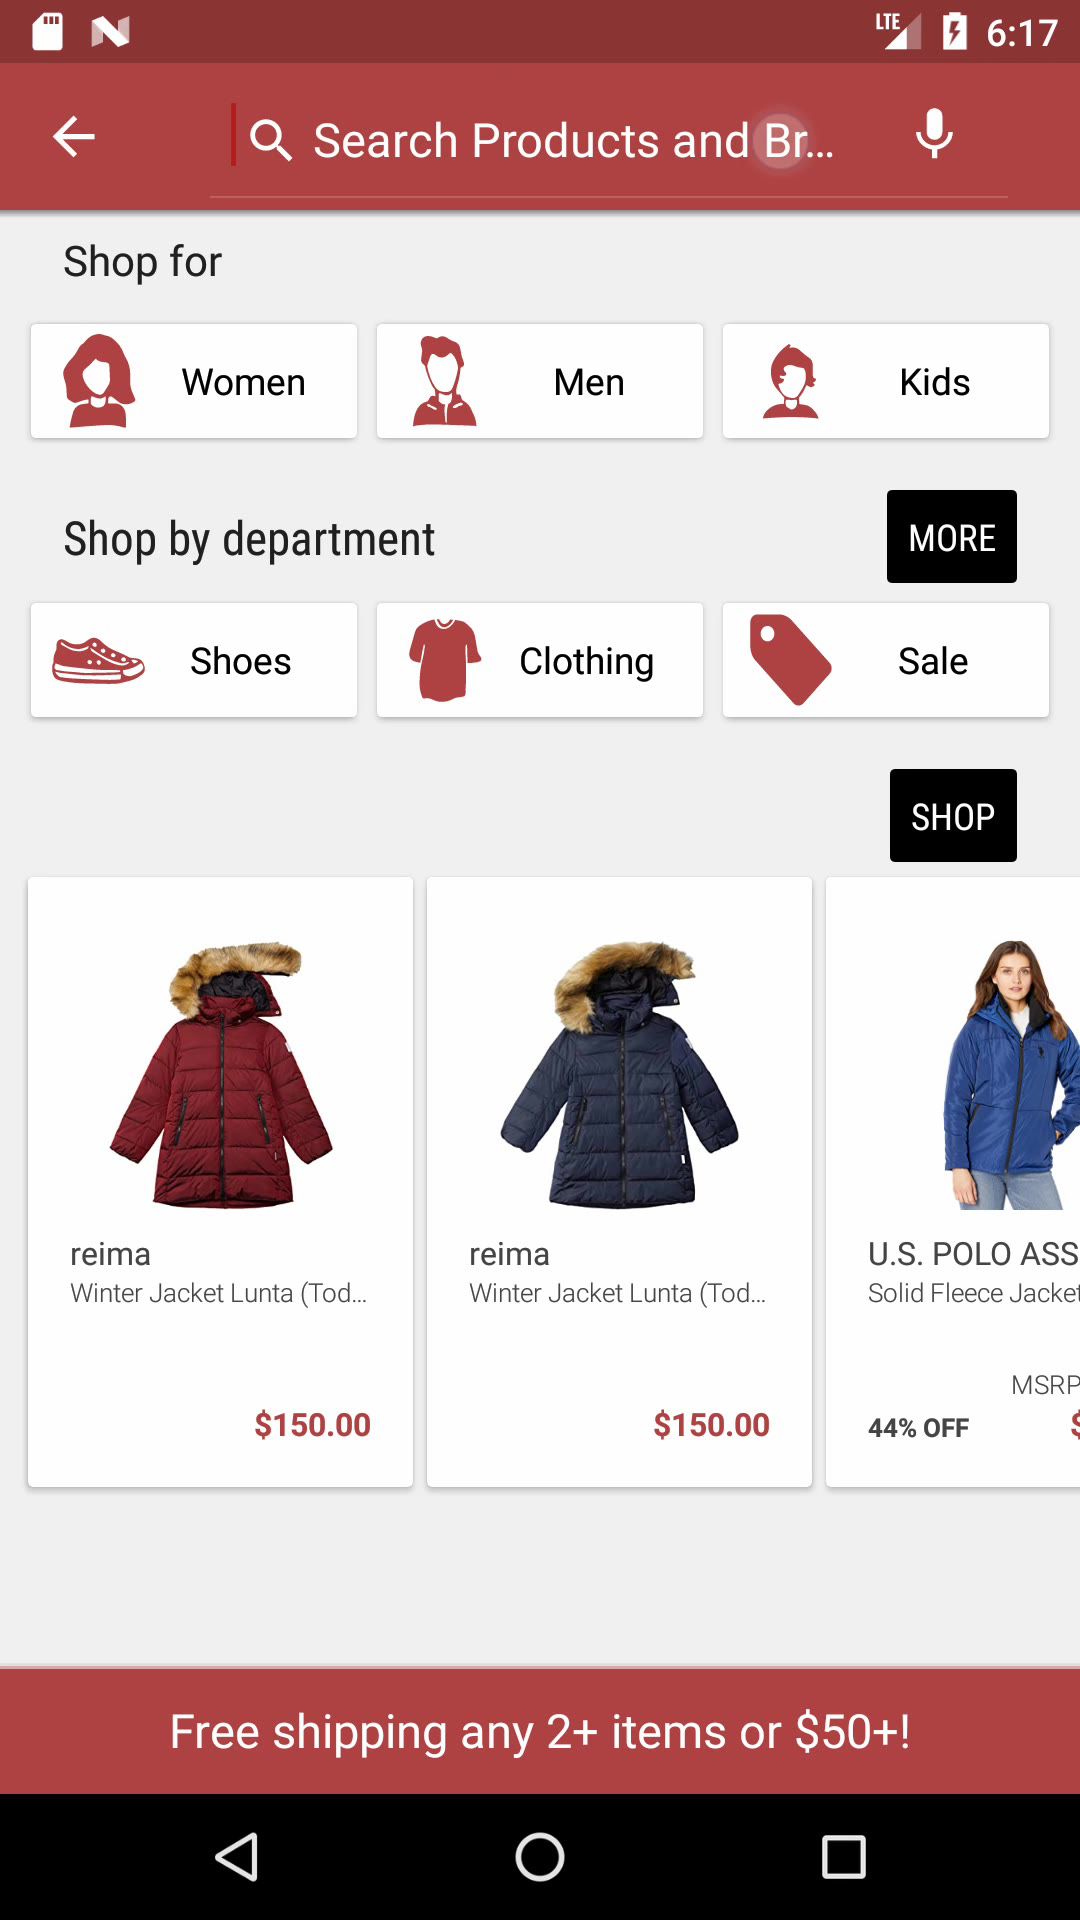 LTE
6:17
Search Products and Br...
Shop for
Women
Men
Kids
Shop by department
MORE
Shoes
Clothing
Sale
SHOP
reima
Winter Jacket Lunta (Tod...
$150.00
reima
Winter Jacket Lunta (Tod...
$150.00
U.S. POLO ASS
Solid Fleece Jacket
MSRP
44% OFF
$
Free shipping any 2+ items or $50+!